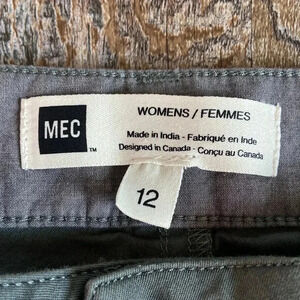 MEC
TM
WOMENS / FEMMES
Made in India - Fabriqué en Inde
Designed in Canada - Conçu au Canada
12